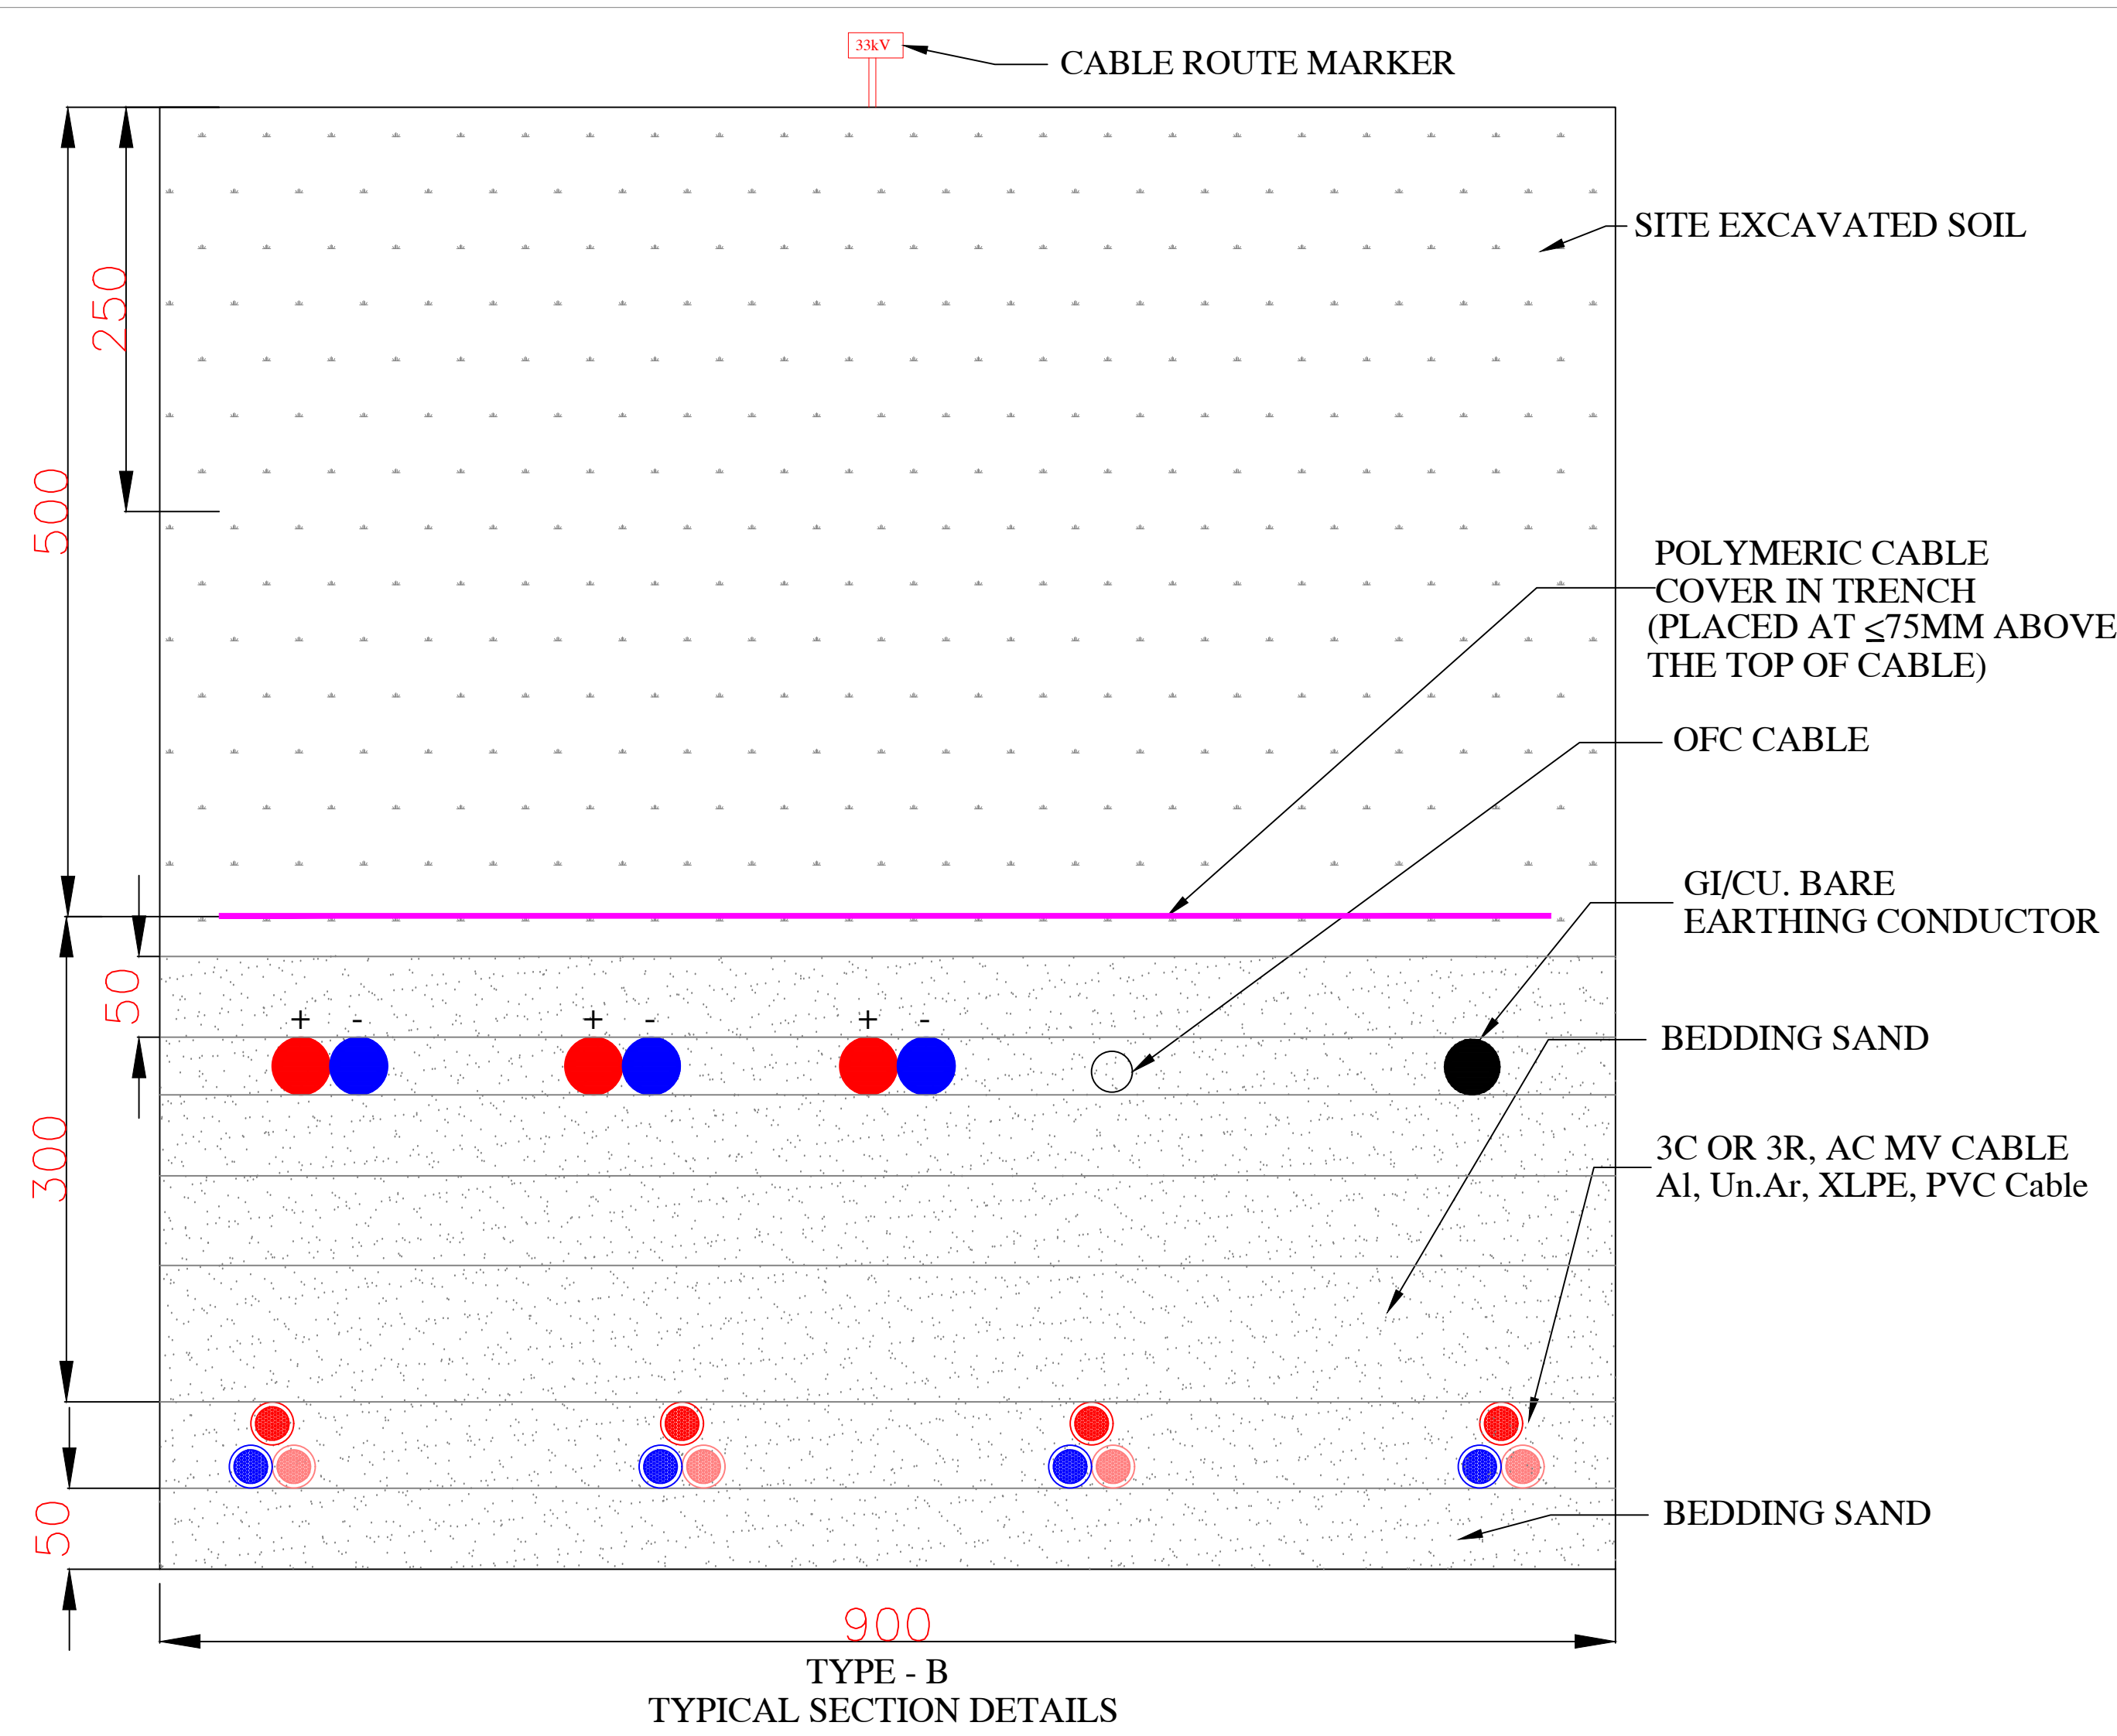 33kV
CABLE ROUTE MARKER
SITE EXCAVATED SOIL
250
500
POLYMERIC CABLE
COVER IN TRENCH
(PLACED AT ≤75MM ABOVE
THE TOP OF CABLE)
OFC CABLE
GI/CU. BARE
EARTHING CONDUCTOR
50
+ - + - + -
BEDDING SAND
300
3C OR 3R, AC MV CABLE
Al, Un.Ar, XLPE, PVC Cable
50
BEDDING SAND
900
TYPE - B
TYPICAL SECTION DETAILS